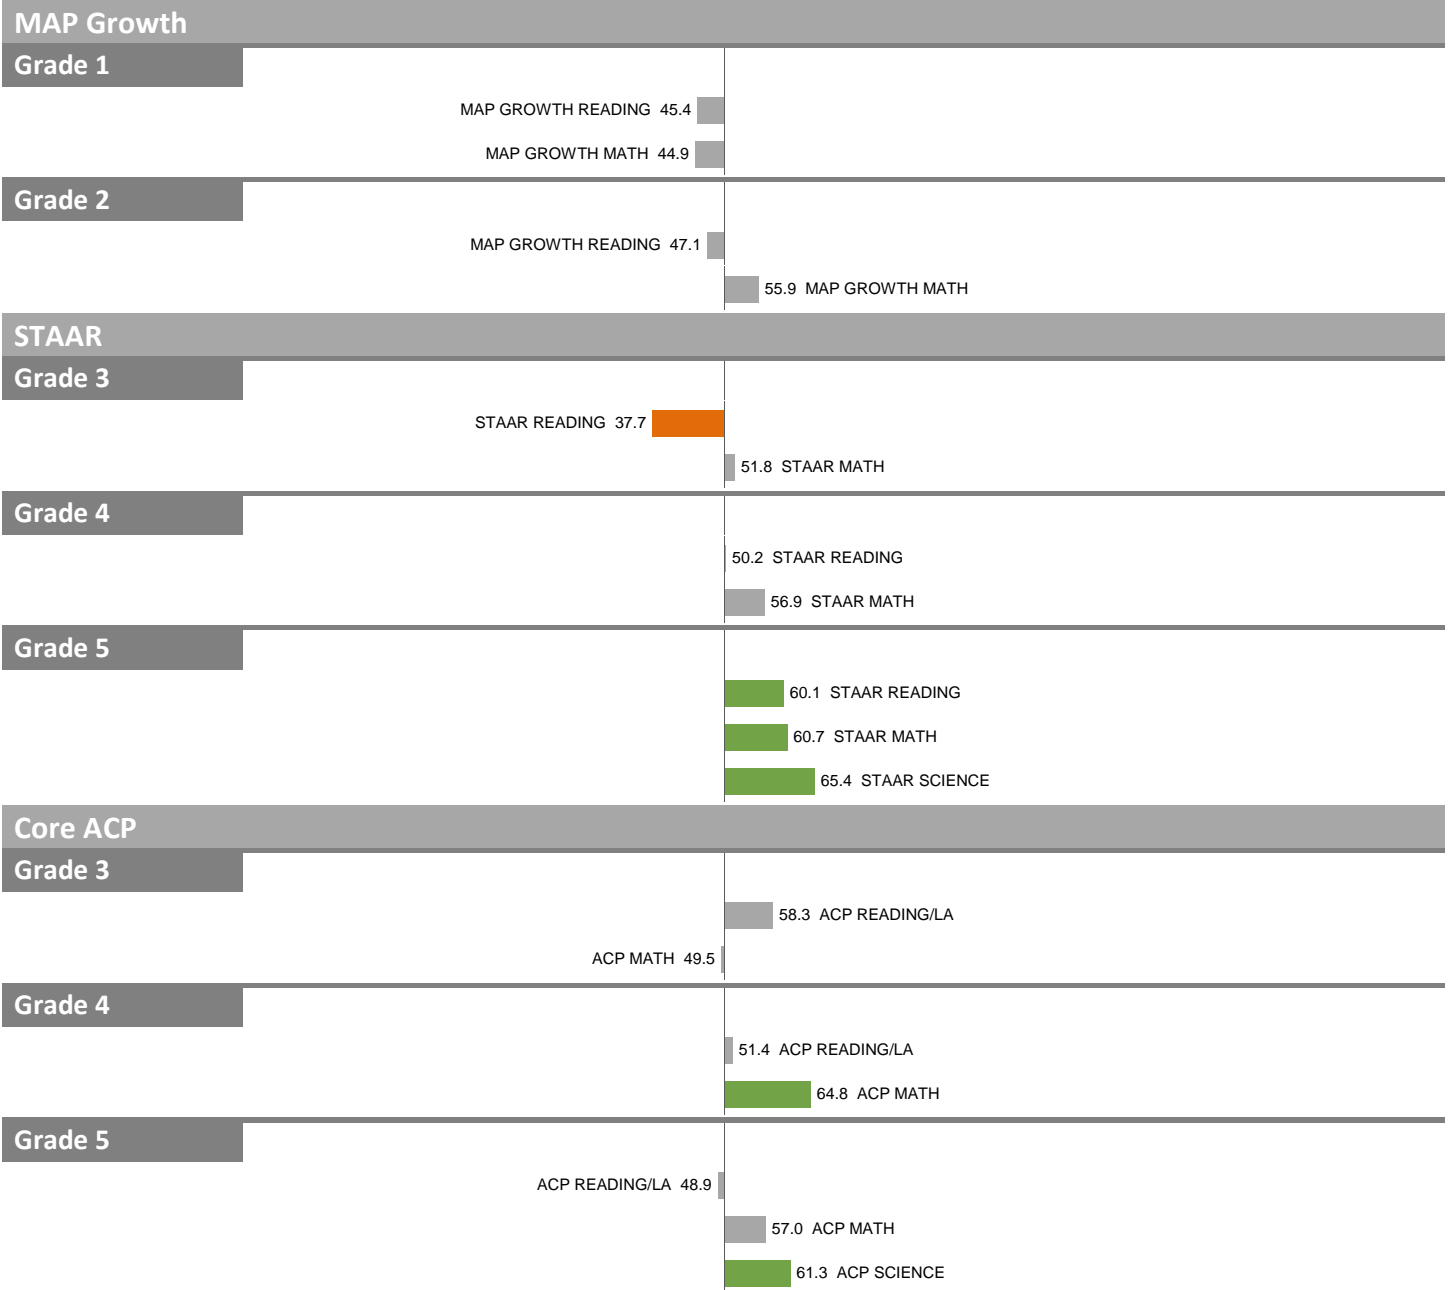 MAP Growth
Grade 1
MAP GROWTH READING 45.4
MAP GROWTH MATH 44.9
Grade 2
MAP GROWTH READING 47.1
55.9 MAP GROWTH MATH
STAAR
Grade 3
STAAR READING 37.7
51.8 STAAR MATH
Grade 4
50.2 STAAR READING
56.9 STAAR MATH
Grade 5
60.1 STAAR READING
60.7 STAAR MATH
65.4 STAAR SCIENCE
Core ACP
Grade 3
58.3 ACP READING/LA
ACP MATH 49.5
Grade 4
51.4 ACP READING/LA
64.8 ACP MATH
Grade 5
ACP READING/LA 48.9
57.0 ACP MATH
61.3 ACP SCIENCE